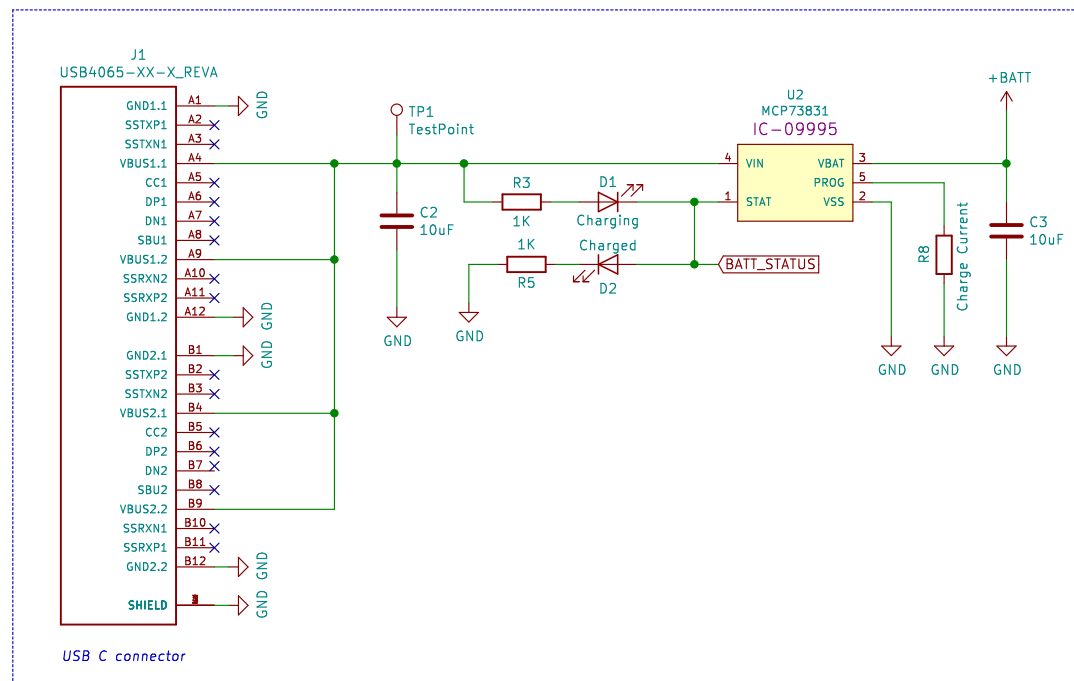 J1
USB4065-XX-X_REVA
GND1.1 A1 GND
SSTXP1 A2
SSTXN1 A3
VBUS1.1 A4
CC1 A5
DP1 A6
DN1 A7
SBU1 A8
VBUS1.2 A9
SSRXN2 A10
SSRXP2 A11
GND1.2 A12 GND
GND2.1 B1 GND
SSTXP2 B2
SSTXN2 B3
VBUS2.1 B4
CC2 B5
DP2 B6
DN2 B7
SBU2 B8
VBUS2.2 B9
SSRXN1 B10
SSRXP1 B11
GND2.2 B12 GND
SHIELD GND
USB C connector
TP1
TestPoint
C2
10uF
GND
R3
1K
D1
Charging
1K
R5
Charged
D2
GND
BATT_STATUS
U2
MCP73831
IC-09995
4 VIN
1 STAT
VBAT 3
PROG 5
VSS 2
GND
R8
Charge Current
GND
+BATT
C3
10uF
GND